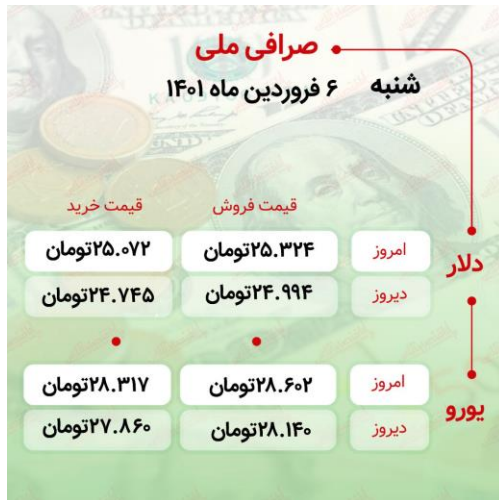 صرافی ملی
شنبه ۶ فروردین ماه ۱۴۰۱
قیمت فروش قیمت خرید
دلار
امروز ۲۵.۳۲۴تومان ۲۵.۰۷۲تومان
دیروز ۲۴.۹۹۴تومان ۲۴.۷۴۵تومان
یورو
امروز ۲۸.۶۰۲تومان ۲۸.۳۱۷تومان
دیروز ۲۸.۱۴۰تومان ۲۷.۸۶۰تومان